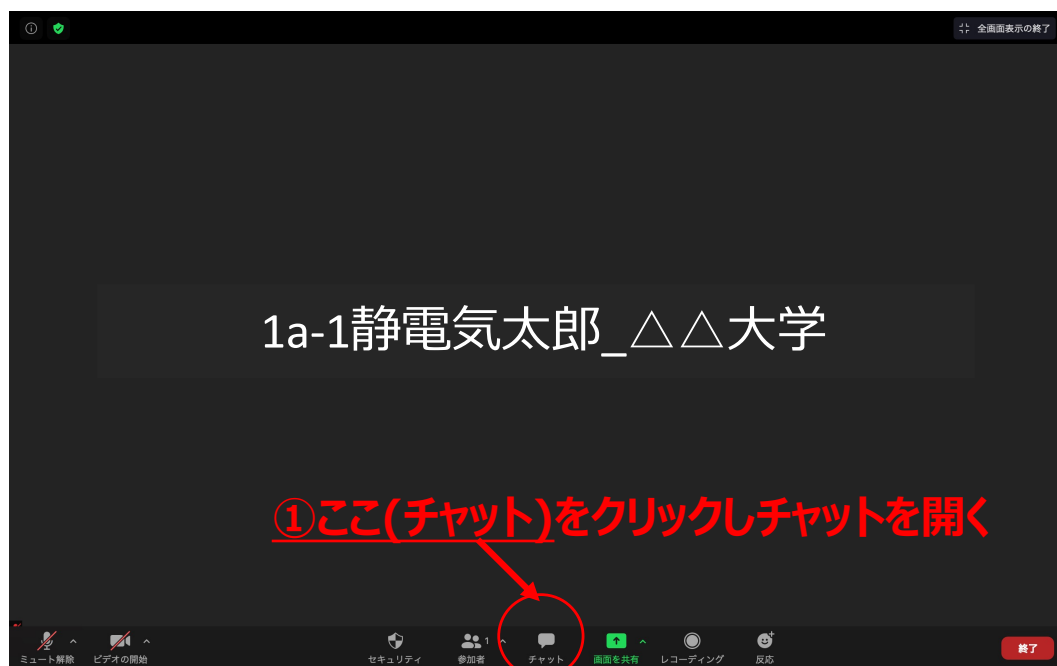 全画面表示の終了
1a-1静電気太郎_△△大学
①ここ(チャット)をクリックしチャットを開く
1
ミュート解除 ビデオの開始 セキュリティ 参加者 チャット 画面を共有 レコーディング 反応 終了